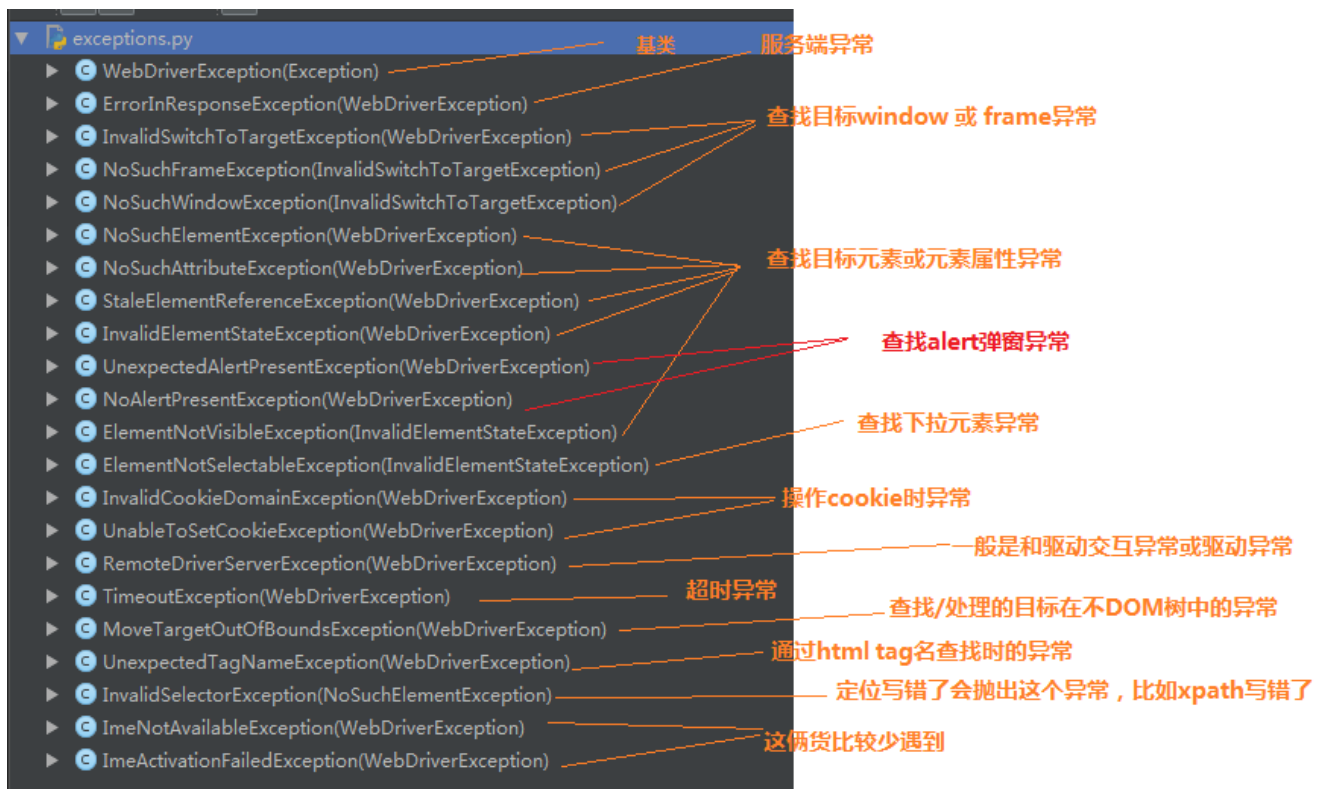 exceptions.py
基类
服务端异常
WebDriverException(Exception)
ErrorInResponseException(WebDriverException)
查找目标window 或 frame异常
InvalidSwitchToTargetException(WebDriverException)
NoSuchFrameException(InvalidSwitchToTargetException)
NoSuchWindowException(InvalidSwitchToTargetException)
NoSuchElementException(WebDriverException)
查找目标元素或元素属性异常
NoSuchAttributeException(WebDriverException)
StaleElementReferenceException(WebDriverException)
InvalidElementStateException(WebDriverException)
查找alert弹窗异常
UnexpectedAlertPresentException(WebDriverException)
NoAlertPresentException(WebDriverException)
ElementNotVisibleException(InvalidElementStateException)
查找下拉元素异常
ElementNotSelectableException(InvalidElementStateException)
InvalidCookieDomainException(WebDriverException)
操作cookie时异常
UnableToSetCookieException(WebDriverException)
一般是和驱动交互异常或驱动异常
RemoteDriverServerException(WebDriverException)
TimeoutException(WebDriverException)
超时异常
查找/处理的目标在不DOM树中的异常
MoveTargetOutOfBoundsException(WebDriverException)
UnexpectedTagNameException(WebDriverException)
通过html tag名查找时的异常
InvalidSelectorException(NoSuchElementException)
定位写错了会抛出这个异常，比如xpath写错了
ImeNotAvailableException(WebDriverException)
这俩货比较少遇到
ImeActivationFailedException(WebDriverException)